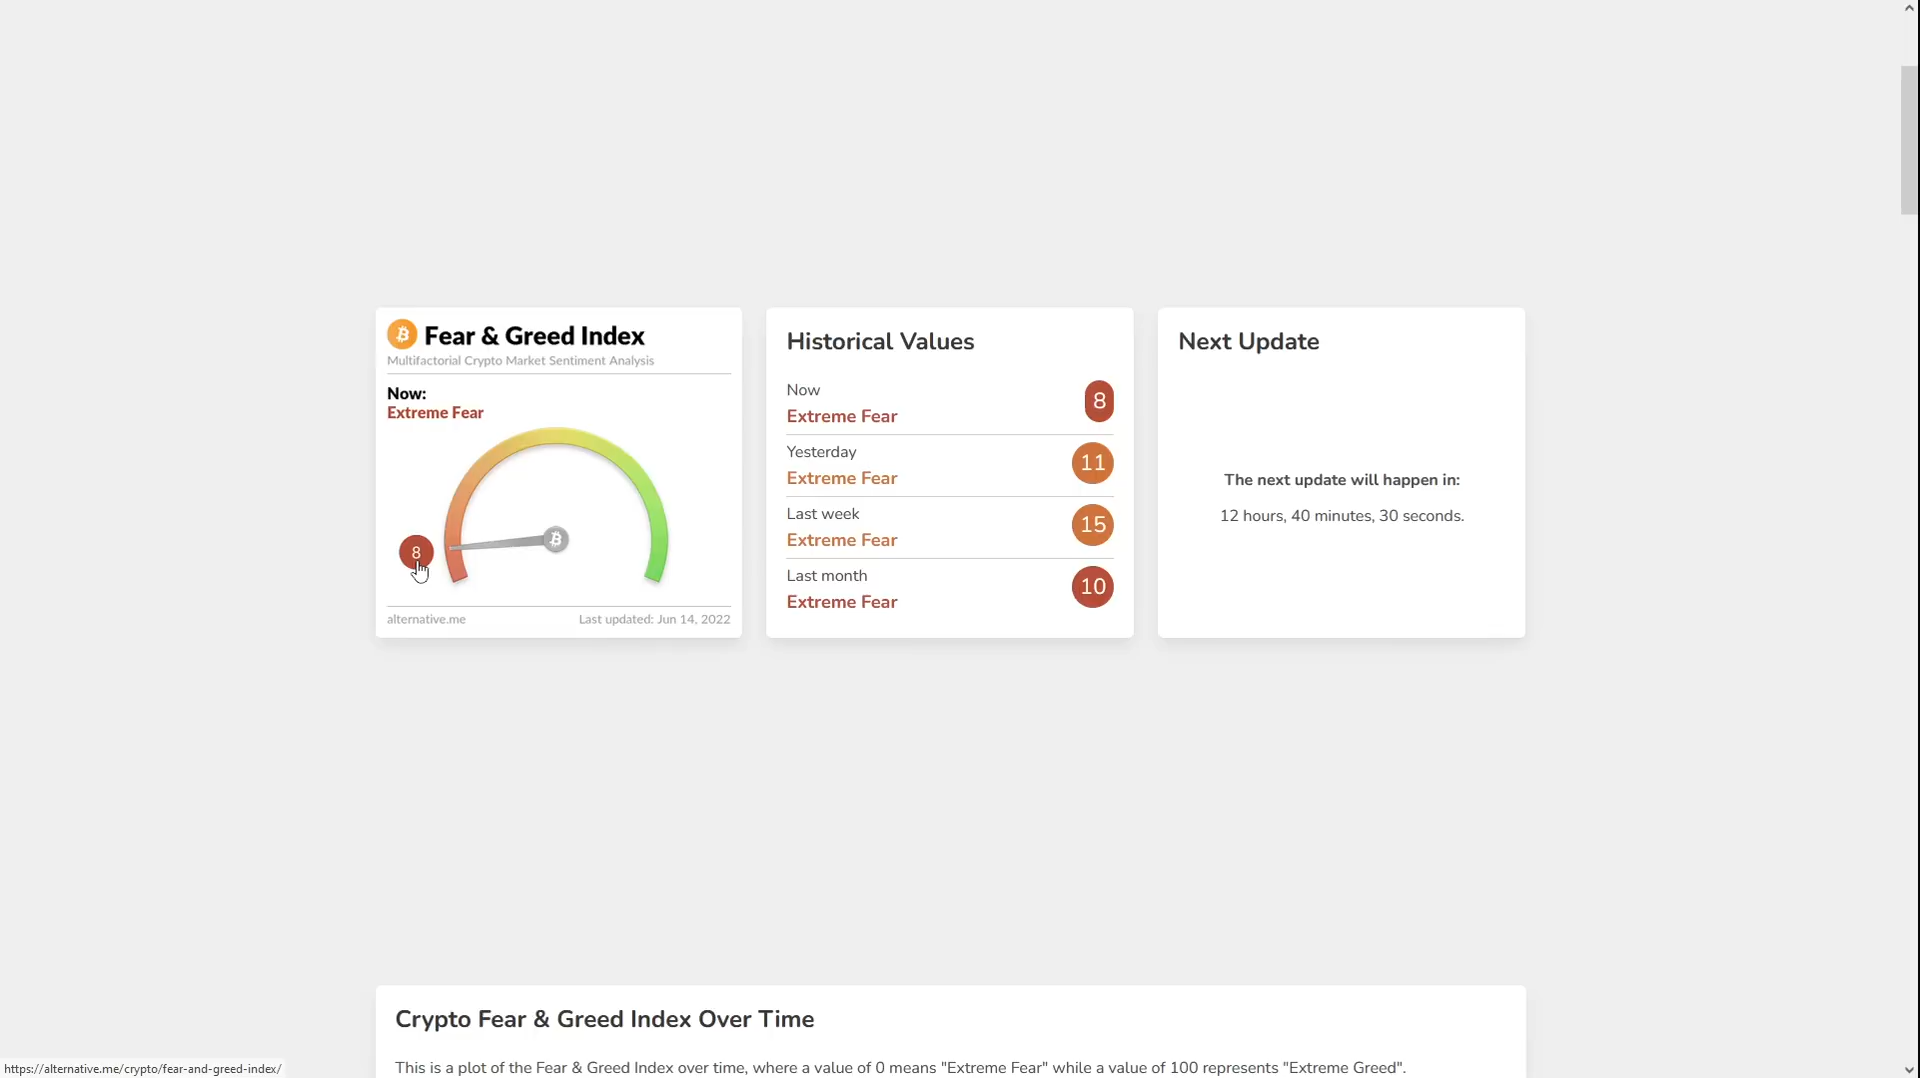 Fear & Greed Index
Multifactorial Crypto Market Sentiment Analysis
Now:
Extreme Fear
8
alternative.me
Last updated: Jun 14, 2022
Historical Values
Now
Extreme Fear
8
Yesterday
Extreme Fear
11
Last week
Extreme Fear
15
Last month
Extreme Fear
10
Next Update
The next update will happen in:
12 hours, 40 minutes, 30 seconds.
Crypto Fear & Greed Index Over Time
This is a plot of the Fear & Greed Index over time, where a value of 0 means "Extreme Fear" while a value of 100 represents "Extreme Greed".
https://alternative.me/crypto/fear-and-greed-index/